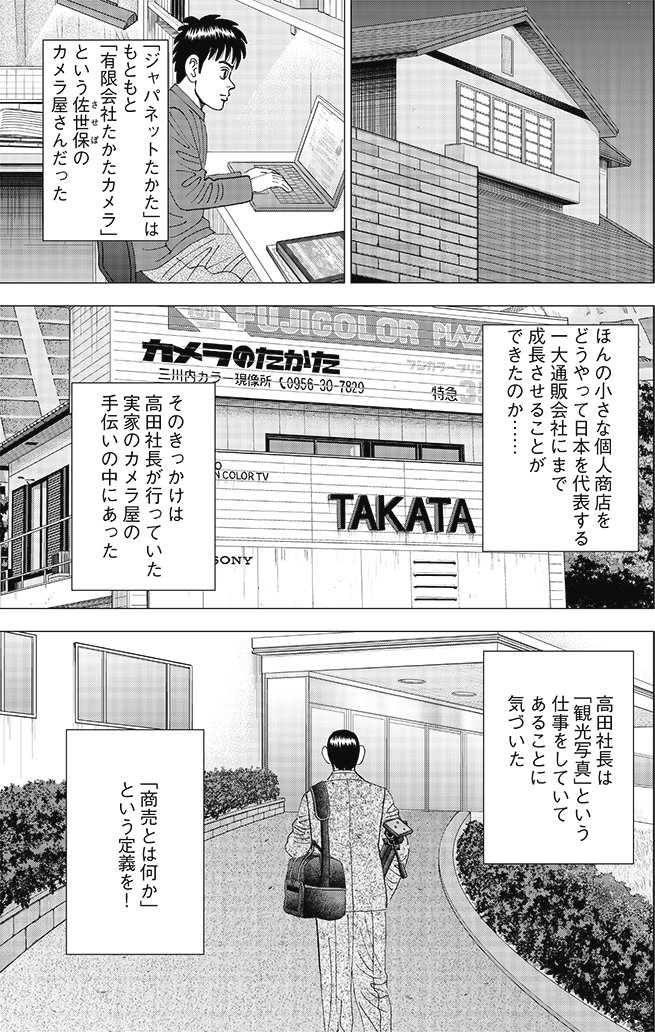 「ジャパネットたかた」は
もともと
「有限会社たかたカメラ」
という佐世保の
させぼ
カメラ屋さんだった
ほんの小さな個人商店を
どうやって日本を代表する
一大通販会社にまで
成長させることが
できたのか……
FUJICOLOR PLAZ
カメラのたかた
三川内カラー現像所 0956-30-7829
特急
N COLOR TV
TAKATA
SONY
そのきっかけは
高田社長が行っていた
実家のカメラ屋の
手伝いの中にあった
高田社長は
「観光写真」という
仕事をしていて
あることに
気づいた
「商売とは何か」
という定義を!